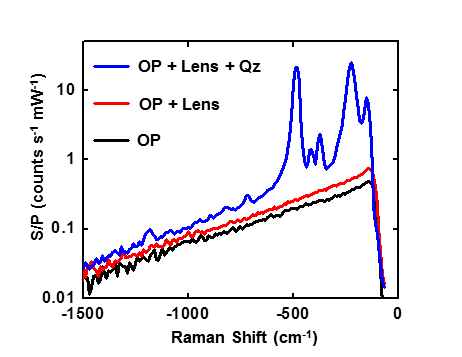 S/P (counts s-1 mW-1)
10
1
0.1
0.01
OP + Lens + Qz
OP + Lens
OP
-1500
-1000
-500
0
Raman Shift (cm-1)